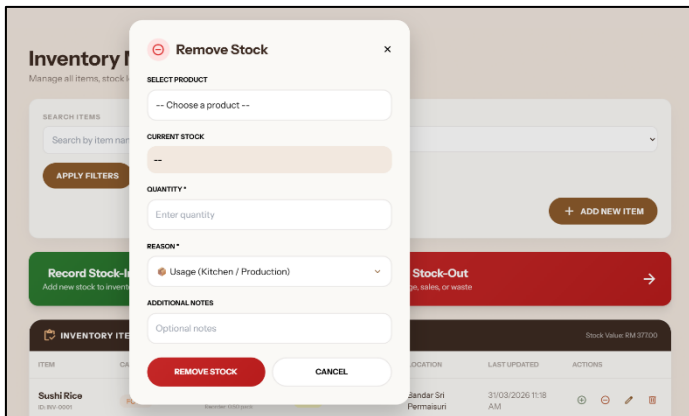 Inventory M
Manage all items, stock l
SEARCH ITEMS
Search by item nam
APPLY FILTERS
+ ADD NEW ITEM
Remove Stock ×
SELECT PRODUCT
-- Choose a product --
CURRENT STOCK
--
QUANTITY *
Enter quantity
REASON *
Usage (Kitchen / Production)
ADDITIONAL NOTES
Optional notes
REMOVE STOCK CANCEL
Record Stock-I
Add new stock to invent
Stock-Out
ge, sales, or waste
INVENTORY ITE
Stock Value: RM 377.00
ITEM CA LOCATION LAST UPDATED ACTIONS
Sushi Rice
ID: INV-0001
Bandar Sri
Permaisuri
31/03/2026 11:18
AM